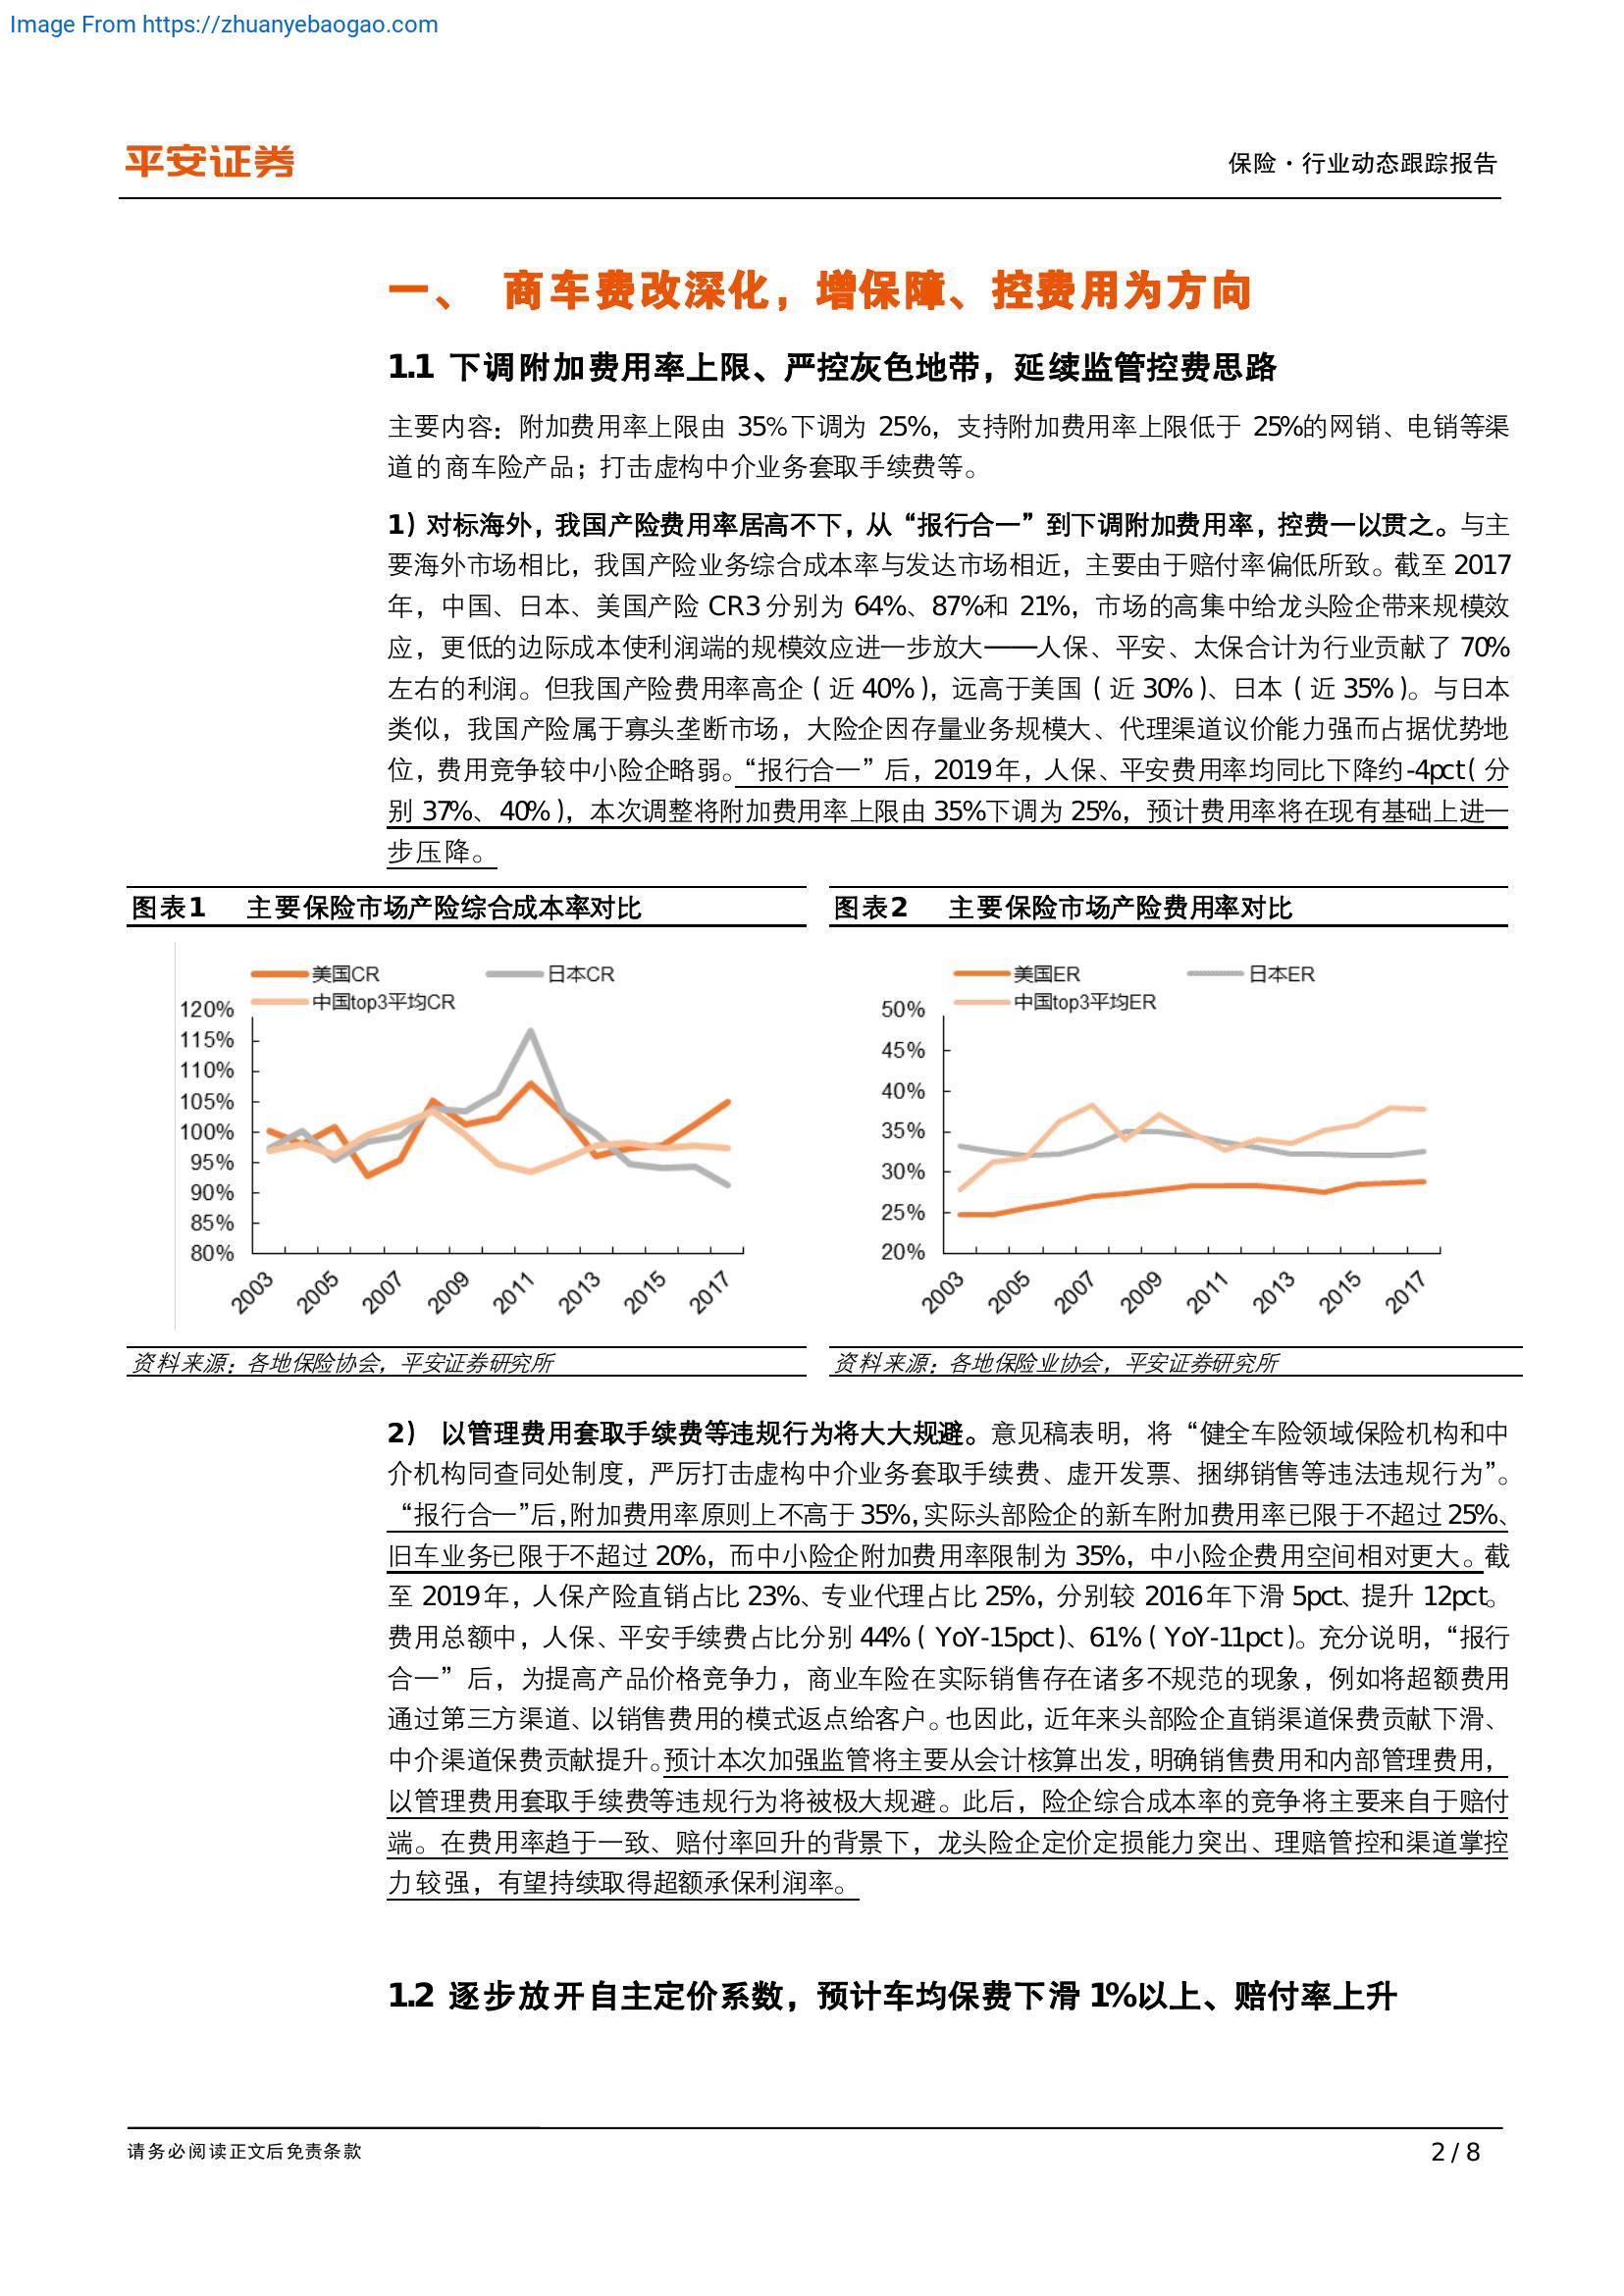 Image From https://zhuanyebaogao.com
平安证券
保险·行业动态跟踪报告
一、 商车费改深化，增保障、控费用为方向
1.1 下调附加费用率上限、严控灰色地带，延续监管控费思路
主要内容：附加费用率上限由 35%下调为 25%，支持附加费用率上限低于 25%的网销、电销等渠
道的商车险产品；打击虚构中介业务套取手续费等。
1）对标海外，我国产险费用率居高不下，从“报行合一”到下调附加费用率，控费一以贯之。与主
要海外市场相比，我国产险业务综合成本率与发达市场相近，主要由于赔付率偏低所致。截至 2017
年，中国、日本、美国产险 CR3 分别为 64%、87%和 21%，市场的高集中给龙头险企带来规模效
应，更低的边际成本使利润端的规模效应进一步放大——人保、平安、太保合计为行业贡献了 70%
左右的利润。但我国产险费用率高企（近 40%），远高于美国（近 30%）、日本（近 35%）。与日本
类似，我国产险属于寡头垄断市场，大险企因存量业务规模大、代理渠道议价能力强而占据优势地
位，费用竞争较中小险企略弱。“报行合一”后，2019 年，人保、平安费用率均同比下降约-4pct（分
别 37%、40%），本次调整将附加费用率上限由 35%下调为 25%，预计费用率将在现有基础上进一
步压降。
图表1 主要保险市场产险综合成本率对比
图表2 主要保险市场产险费用率对比
美国CR 日本CR
中国top3平均CR
120%
115%
110%
105%
100%
95%
90%
85%
80%
2003 2005 2007 2009 2011 2013 2015 2017
美国ER 日本ER
中国top3平均ER
50%
45%
40%
35%
30%
25%
20%
2003 2005 2007 2009 2011 2013 2015 2017
资料来源：各地保险协会，平安证券研究所
资料来源：各地保险业协会，平安证券研究所
2） 以管理费用套取手续费等违规行为将大大规避。意见稿表明，将“健全车险领域保险机构和中
介机构同查同处制度，严厉打击虚构中介业务套取手续费、虚开发票、捆绑销售等违法违规行为”。
“报行合一”后，附加费用率原则上不高于 35%，实际头部险企的新车附加费用率已限于不超过 25%、
旧车业务已限于不超过 20%，而中小险企附加费用率限制为 35%，中小险企费用空间相对更大。截
至 2019 年，人保产险直销占比 23%、专业代理占比 25%，分别较 2016 年下滑 5pct、提升 12pct。
费用总额中，人保、平安手续费占比分别 44%（YoY-15pct）、61%（YoY-11pct）。充分说明，“报行
合一”后，为提高产品价格竞争力，商业车险在实际销售存在诸多不规范的现象，例如将超额费用
通过第三方渠道、以销售费用的模式返点给客户。也因此，近年来头部险企直销渠道保费贡献下滑、
中介渠道保费贡献提升。预计本次加强监管将主要从会计核算出发，明确销售费用和内部管理费用，
以管理费用套取手续费等违规行为将被极大规避。此后，险企综合成本率的竞争将主要来自于赔付
端。在费用率趋于一致、赔付率回升的背景下，龙头险企定价定损能力突出、理赔管控和渠道掌控
力较强，有望持续取得超额承保利润率。
1.2 逐步放开自主定价系数，预计车均保费下滑 1%以上、赔付率上升
请务必阅读正文后免责条款
2 / 8